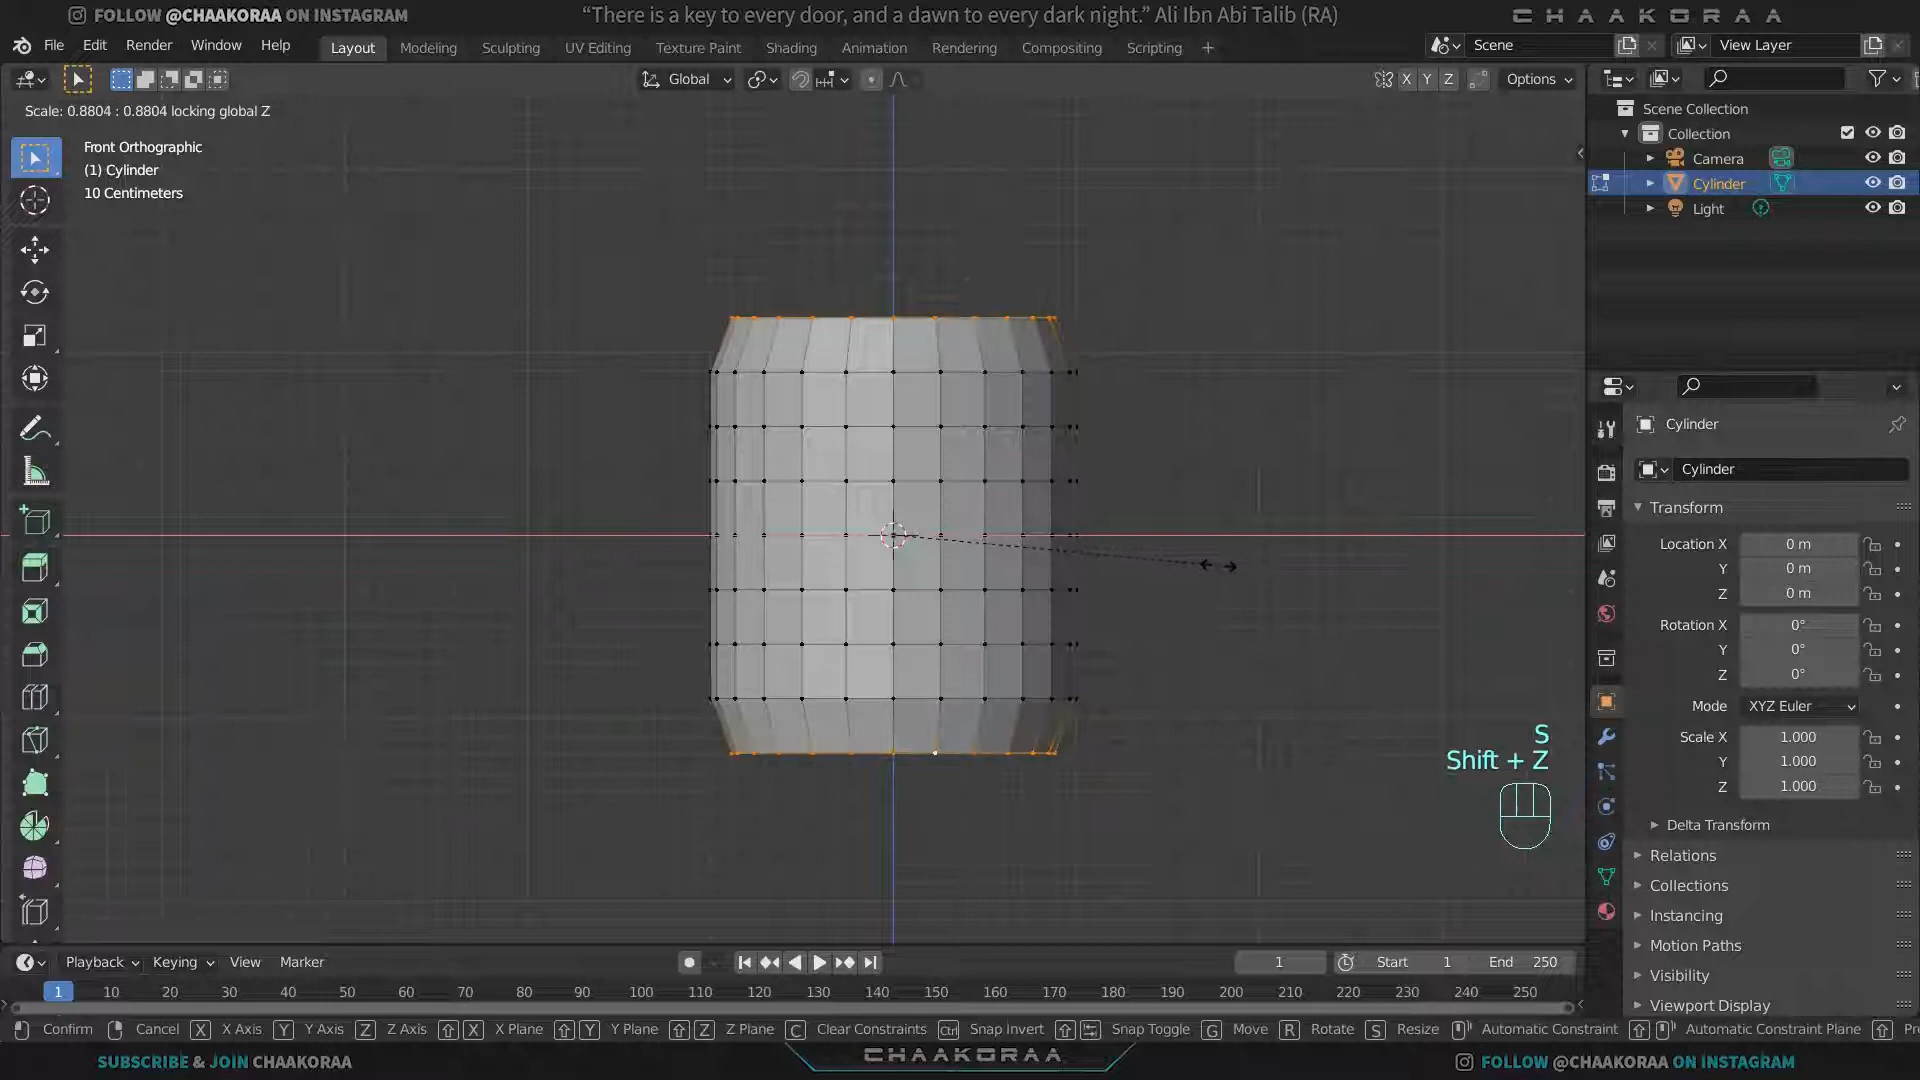 FOLLOW @CHAAKORAA ON INSTAGRAM
“There is a key to every door, and a dawn to every dark night.” Ali Ibn Abi Talib (RA)
CHAAKORAA
File Edit Render Window Help
Layout Modeling Sculpting UV Editing Texture Paint Shading Animation Rendering Compositing Scripting +
Scene
View Layer
Global
X Y Z
Options
Scale: 0.8804 : 0.8804 locking global Z
Front Orthographic
(1) Cylinder
10 Centimeters
Scene Collection
Collection
Camera
Cylinder
Light
Cylinder
Cylinder
Transform
Location X 0 m
Y 0 m
Z 0 m
Rotation X 0°
Y 0°
Z 0°
Mode XYZ Euler
Scale X 1.000
Y 1.000
Z 1.000
Delta Transform
Relations
Collections
Instancing
Motion Paths
Visibility
Viewport Display
S
Shift + Z
Playback Keying View Marker
1
Start 1 End 250
1 10 20 30 40 50 60 70 80 90 100 110 120 130 140 150 160 170 180 190 200 210 220 230 240 250
Confirm Cancel X X Axis Y Y Axis Z Z Axis X X Plane Y Y Plane Z Z Plane C Clear Constraints Ctrl Snap Invert Snap Toggle G Move R Rotate S Resize Automatic Constraint Automatic Constraint Plane
SUBSCRIBE & JOIN CHAAKORAA
CHAAKORAA
FOLLOW @CHAAKORAA ON INSTAGRAM